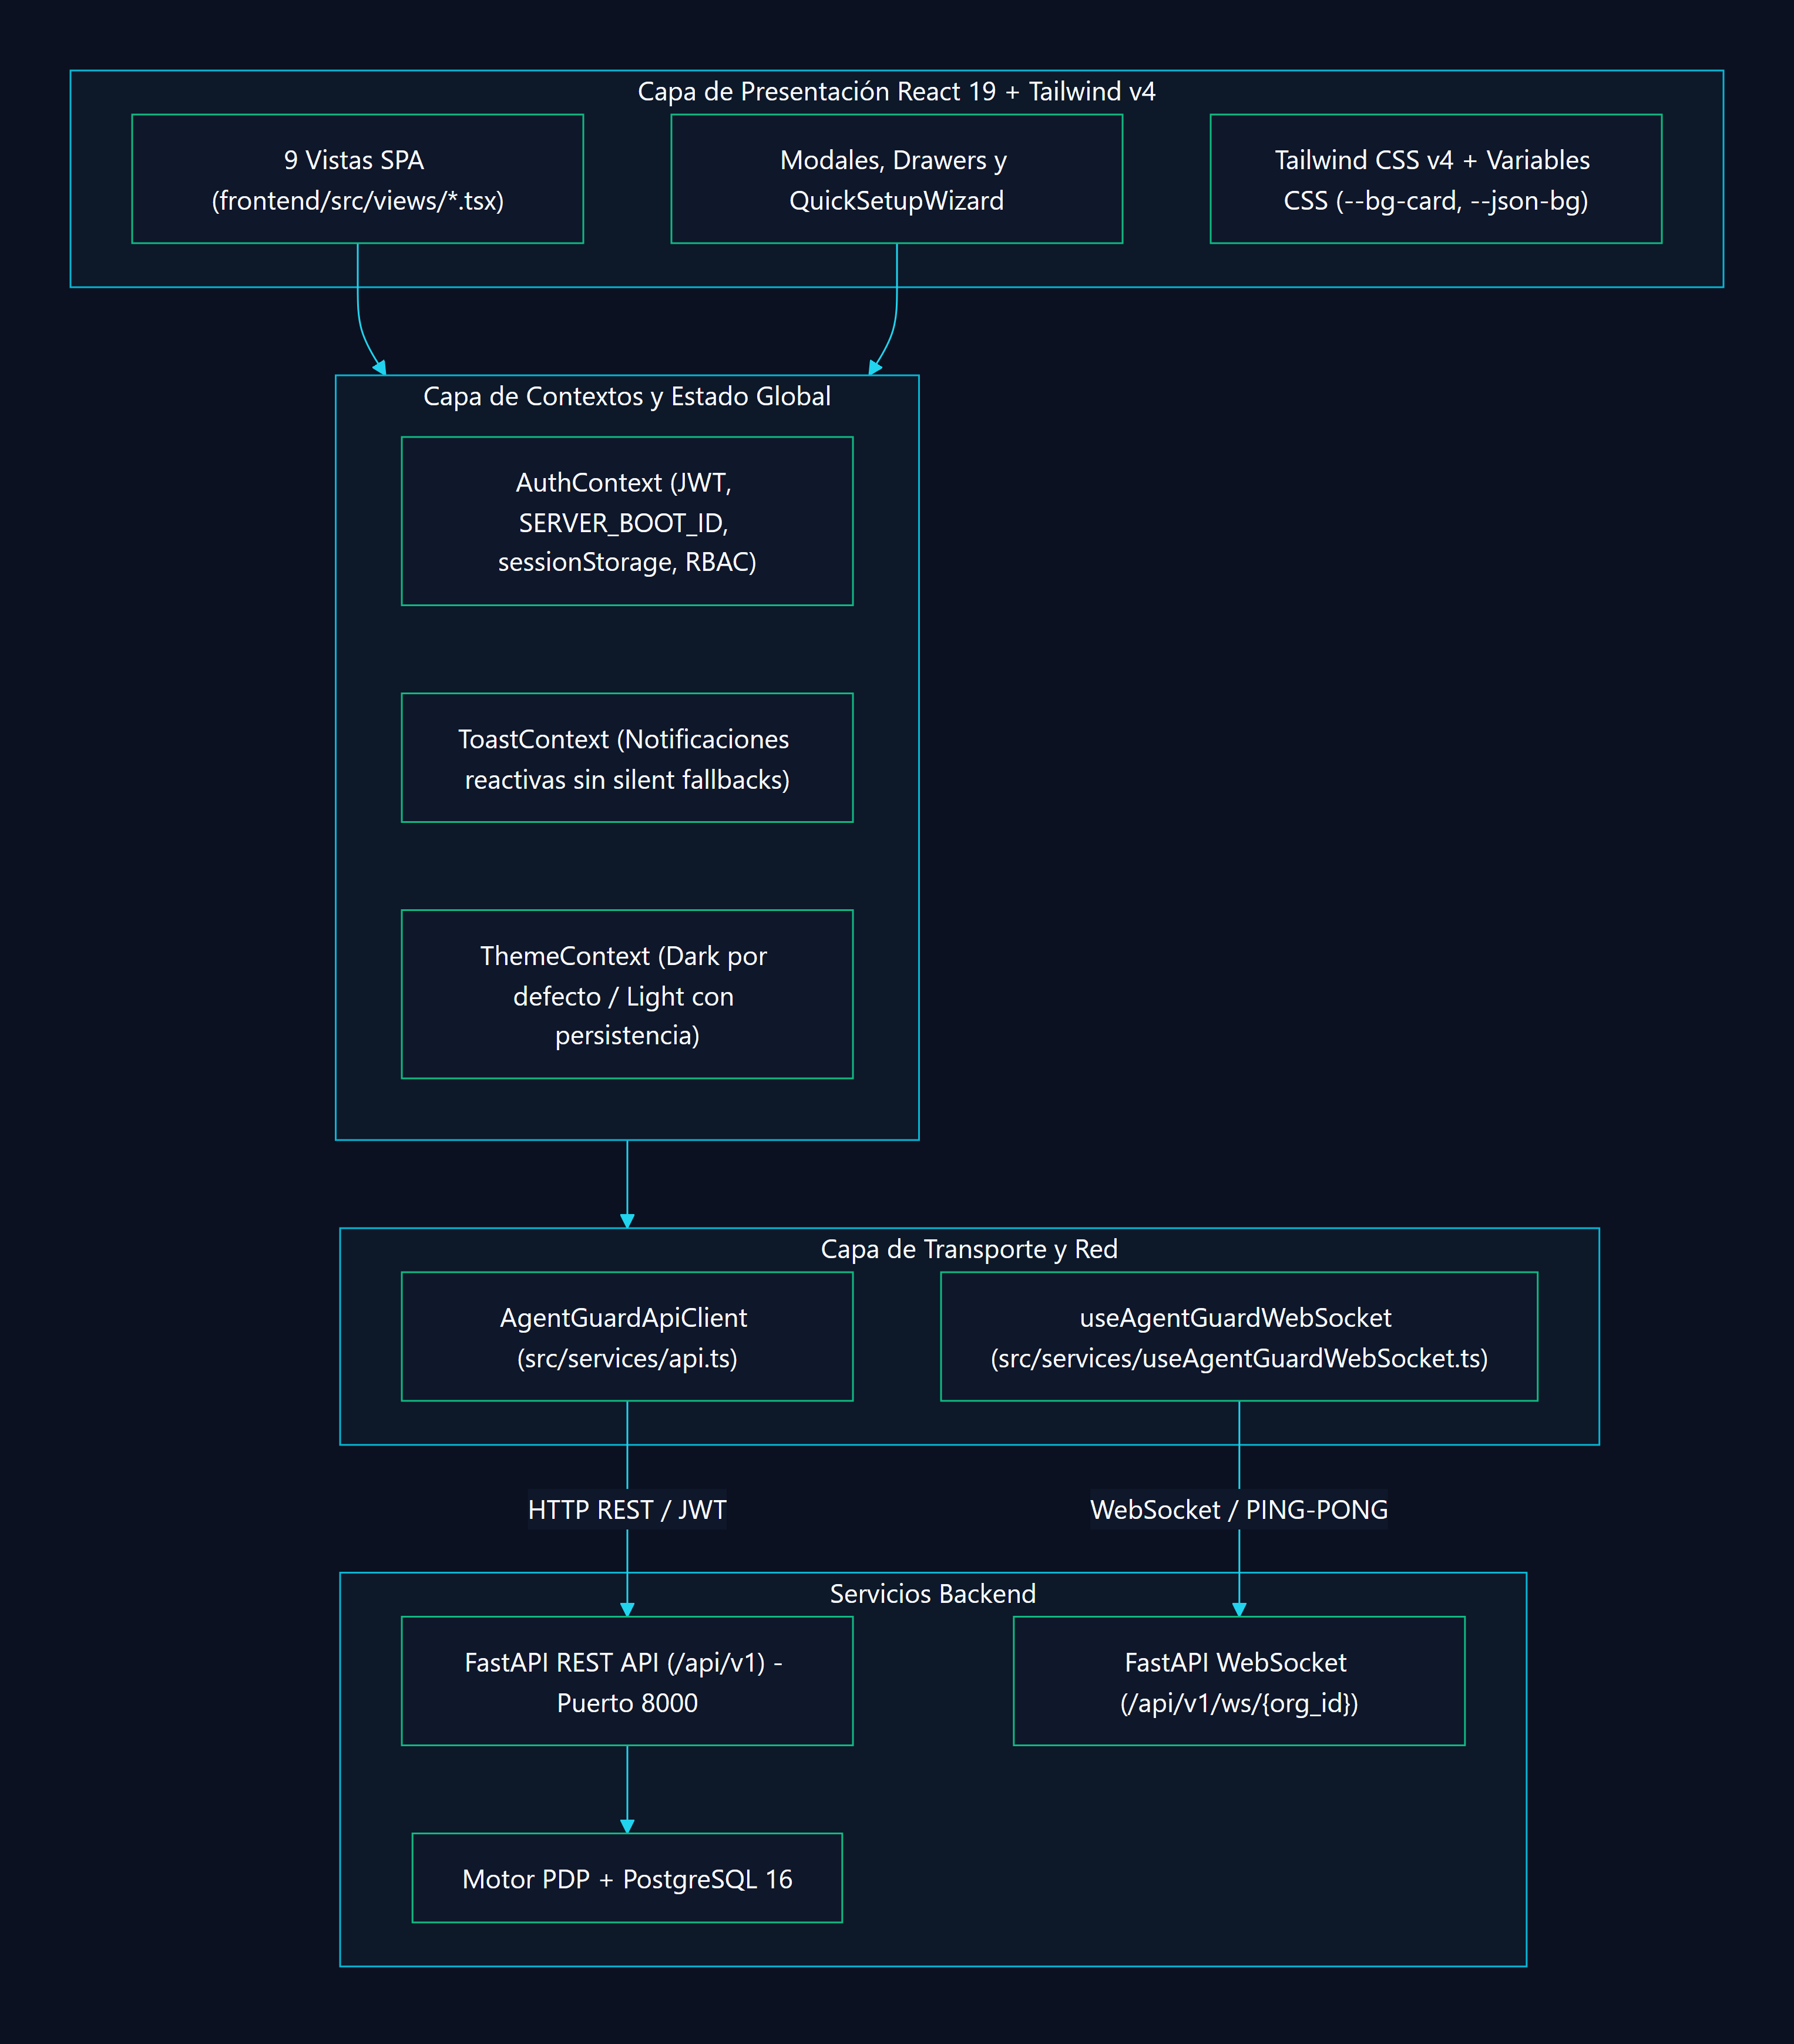 Capa de Presentación React 19 + Tailwind v4
9 Vistas SPA
(frontend/src/views/*.tsx)
Modales, Drawers y
QuickSetupWizard
Tailwind CSS v4 + Variables
CSS (--bg-card, --json-bg)
Capa de Contextos y Estado Global
AuthContext (JWT,
SERVER_BOOT_ID,
sessionStorage, RBAC)
ToastContext (Notificaciones
reactivas sin silent fallbacks)
ThemeContext (Dark por
defecto / Light con
persistencia)
Capa de Transporte y Red
AgentGuardApiClient
(src/services/api.ts)
useAgentGuardWebSocket
(src/services/useAgentGuardWebSocket.ts)
HTTP REST / JWT
WebSocket / PING-PONG
Servicios Backend
FastAPI REST API (/api/v1) -
Puerto 8000
FastAPI WebSocket
(/api/v1/ws/{org_id})
Motor PDP + PostgreSQL 16